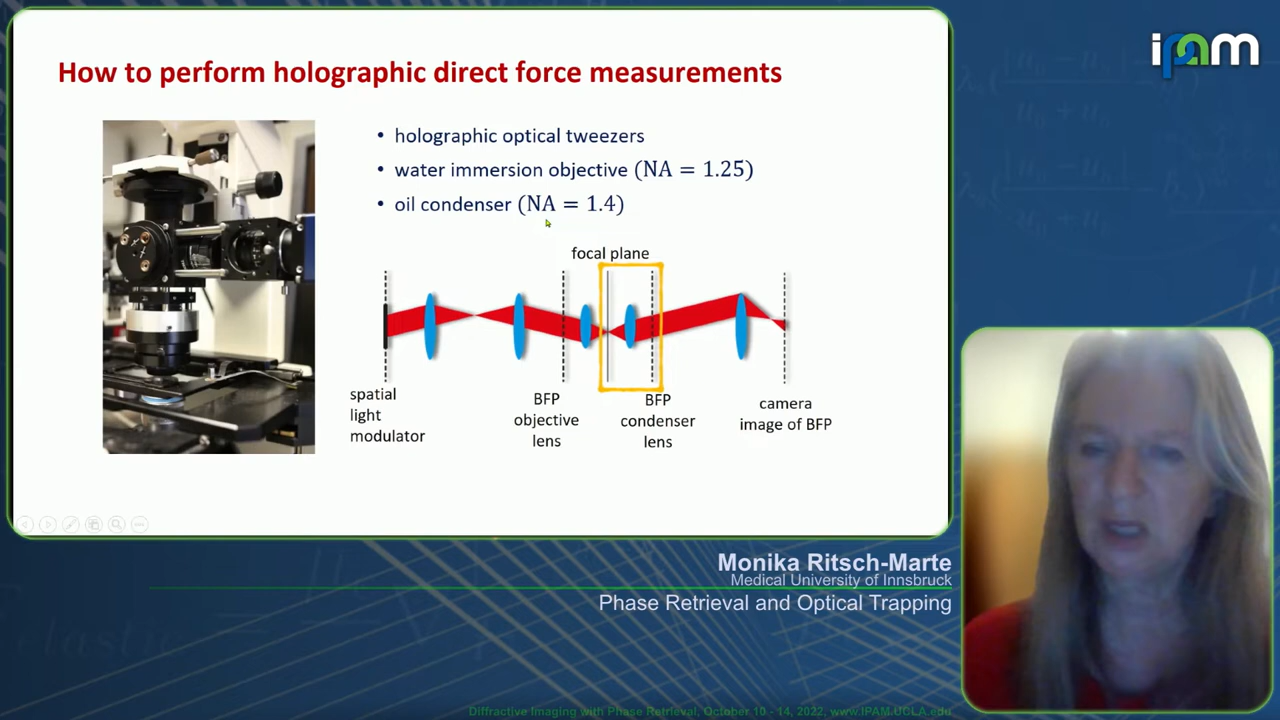 How to perform holographic direct force measurements
ipam
• holographic optical tweezers
• water immersion objective (NA = 1.25)
• oil condenser (NA = 1.4)
focal plane
spatial
light
modulator
BFP
objective
lens
BFP
condenser
lens
camera
image of BFP
Monika Ritsch-Marte
Medical University of Innsbruck
Phase Retrieval and Optical Trapping
Diffractive Imaging with Phase Retrieval, October 10 - 14, 2022, www.IPAM.UCLA.edu